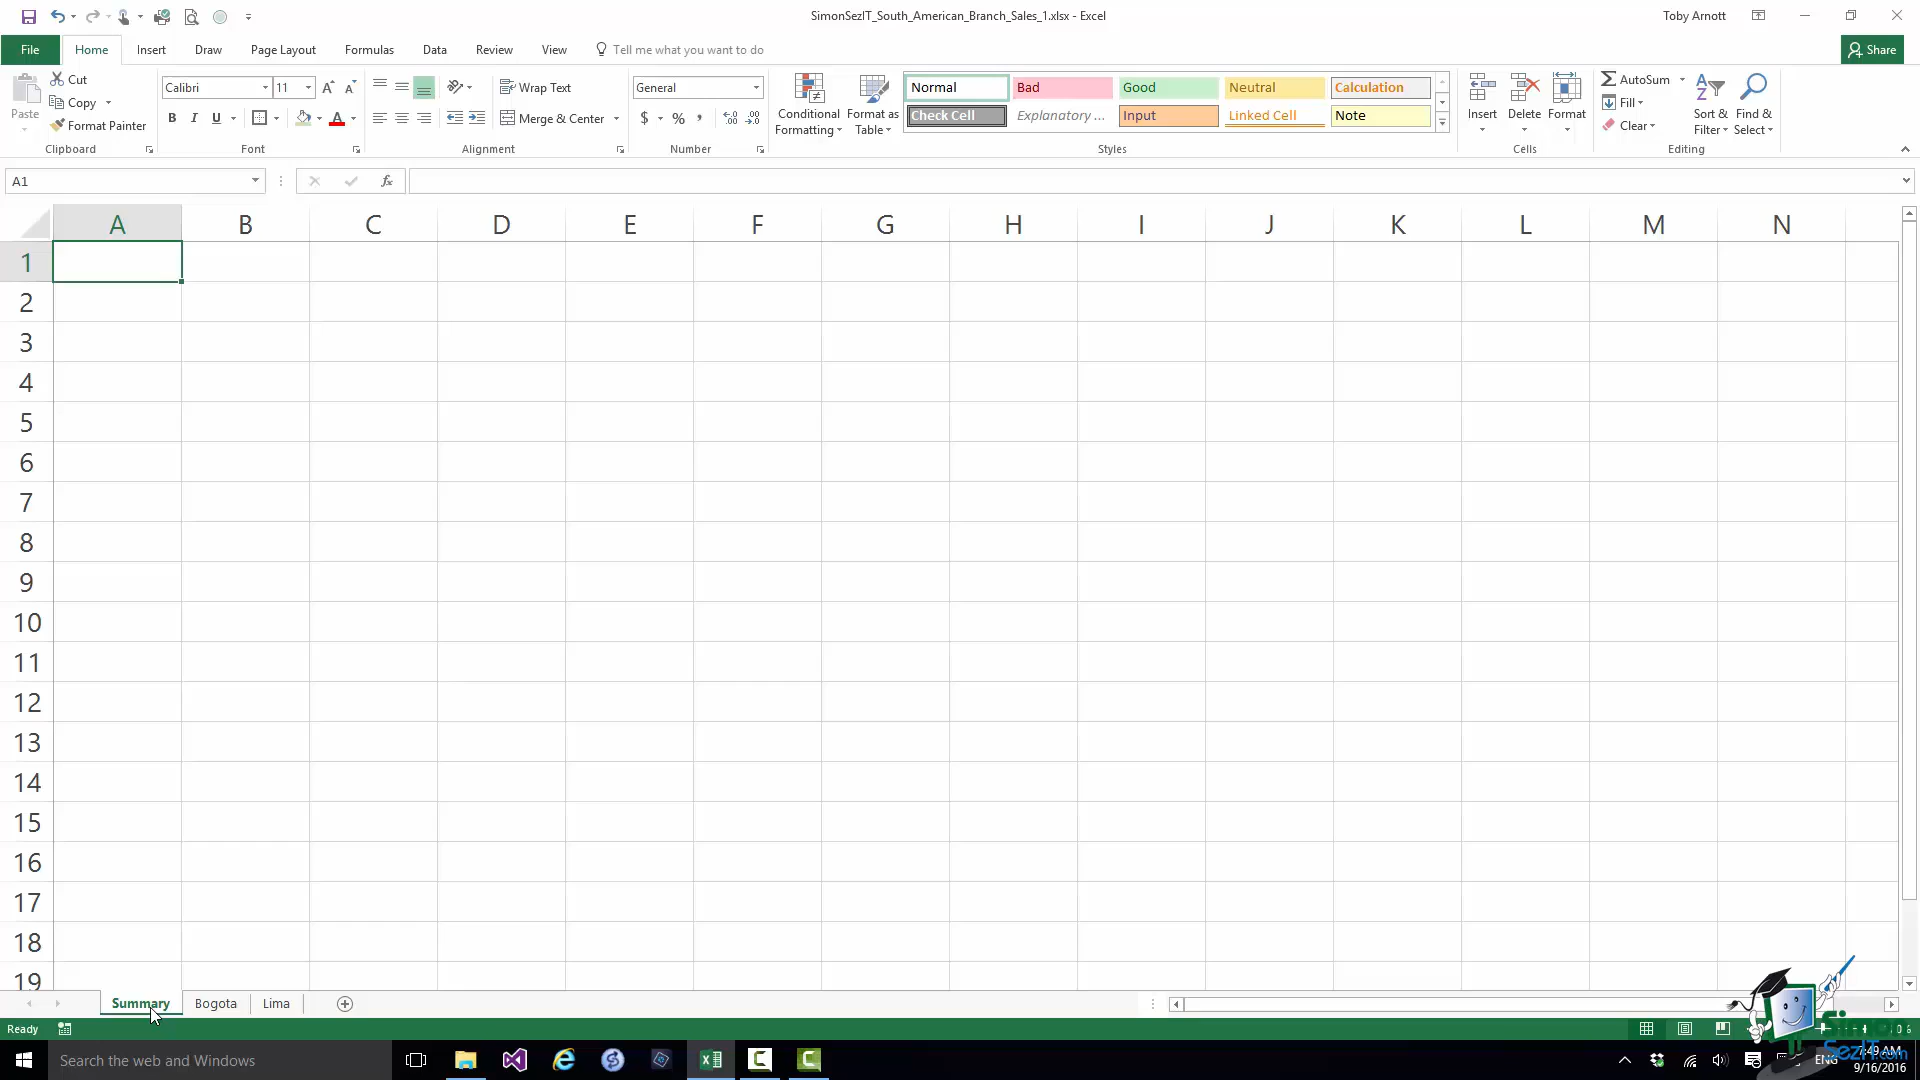 SimonSezIT_South_American_Branch_Sales_1.xlsx - Excel
Toby Arnott
File Home Insert Draw Page Layout Formulas Data Review View Tell me what you want to do Share
Paste
Cut
Copy
Format Painter
Clipboard
Calibri 11
B I U
Font
Wrap Text
Merge & Center
Alignment
General
$ % ,
Number
Conditional Formatting
Format as Table
Normal Bad Good Neutral Calculation
Check Cell Explanatory ... Input Linked Cell Note
Styles
Insert Delete Format
Cells
AutoSum
Fill
Clear
Sort & Filter
Find & Select
Editing
A1
fx
A B C D E F G H I J K L M N
1
2
3
4
5
6
7
8
9
10
11
12
13
14
15
16
17
18
19
Summary Bogota Lima
Ready
Search the web and Windows
ENG
SezIT.com
9/16/2016